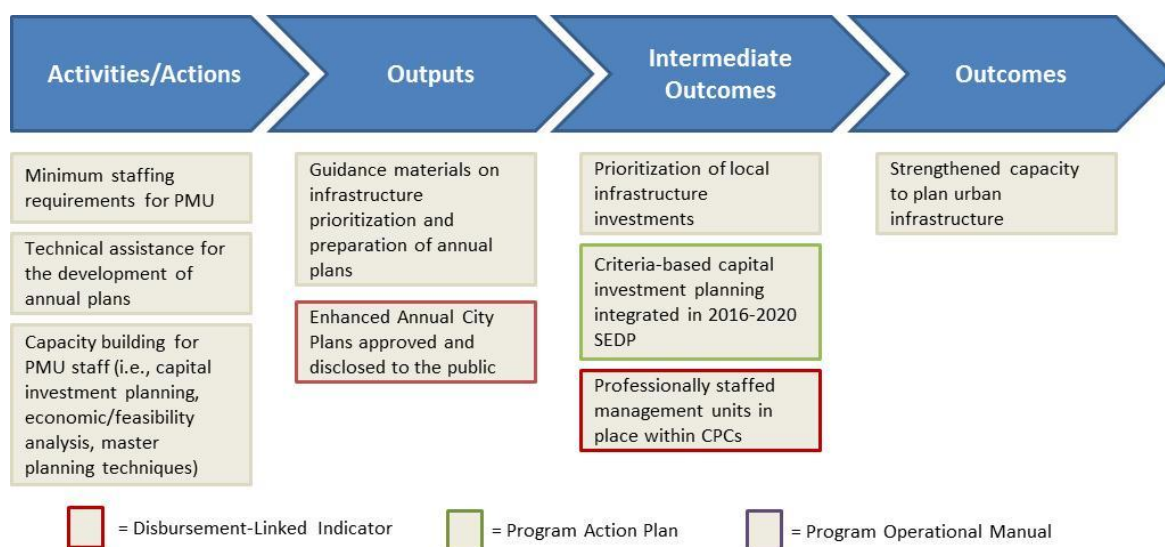 Activities/Actions
Outputs
Intermediate
Outcomes
Outcomes
Minimum staffing
requirements for PMU
Technical assistance for
the development of
annual plans
Capacity building for
PMU staff (i.e., capital
investment planning,
economic/feasibility
analysis, master
planning techniques)
Guidance materials on
infrastructure
prioritization and
preparation of annual
plans
Enhanced Annual City
Plans approved and
disclosed to the public
Prioritization of local
infrastructure
investments
Criteria-based capital
investment planning
integrated in 2016-2020
SEDP
Professionally staffed
management units in
place within CPCs
Strengthened capacity
to plan urban
infrastructure
= Disbursement-Linked Indicator
= Program Action Plan
= Program Operational Manual